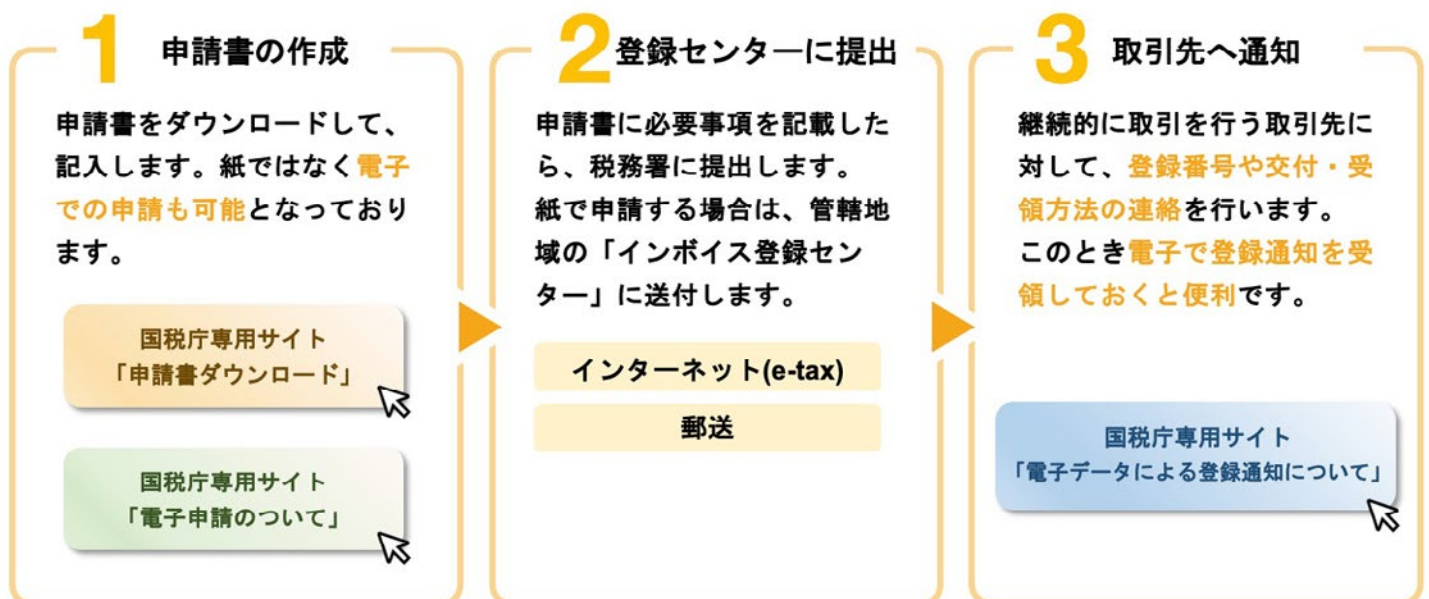 1 申請書の作成
申請書をダウンロードして、
記入します。紙ではなく電子
での申請も可能となっており
ます。
国税庁専用サイト
「申請書ダウンロード」
国税庁専用サイト
「電子申請のついて」
2 登録センターに提出
申請書に必要事項を記載した
ら、税務署に提出します。
紙で申請する場合は、管轄地
域の「インボイス登録セン
ター」に送付します。
インターネット(e-tax)
郵送
3 取引先へ通知
継続的に取引を行う取引先に
対して、登録番号や交付・受
領方法の連絡を行います。
このとき電子で登録通知を受
領しておくと便利です。
国税庁専用サイト
「電子データによる登録通知について」